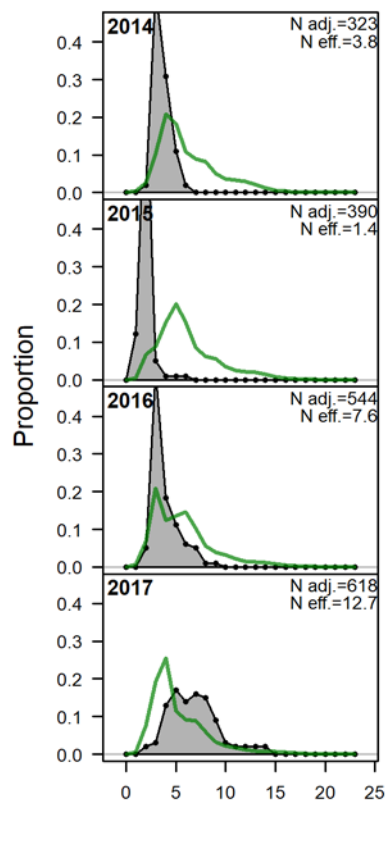 2014
N adj.=323
N eff.=3.8
0.4
0.3
0.2
0.1
0.0
2015
N adj.=390
N eff.=1.4
0.4
0.3
0.2
0.1
0.0
Proportion
2016
N adj.=544
N eff.=7.6
0.4
0.3
0.2
0.1
0.0
2017
N adj.=618
N eff.=12.7
0.4
0.3
0.2
0.1
0.0
0 5 10 15 20 25